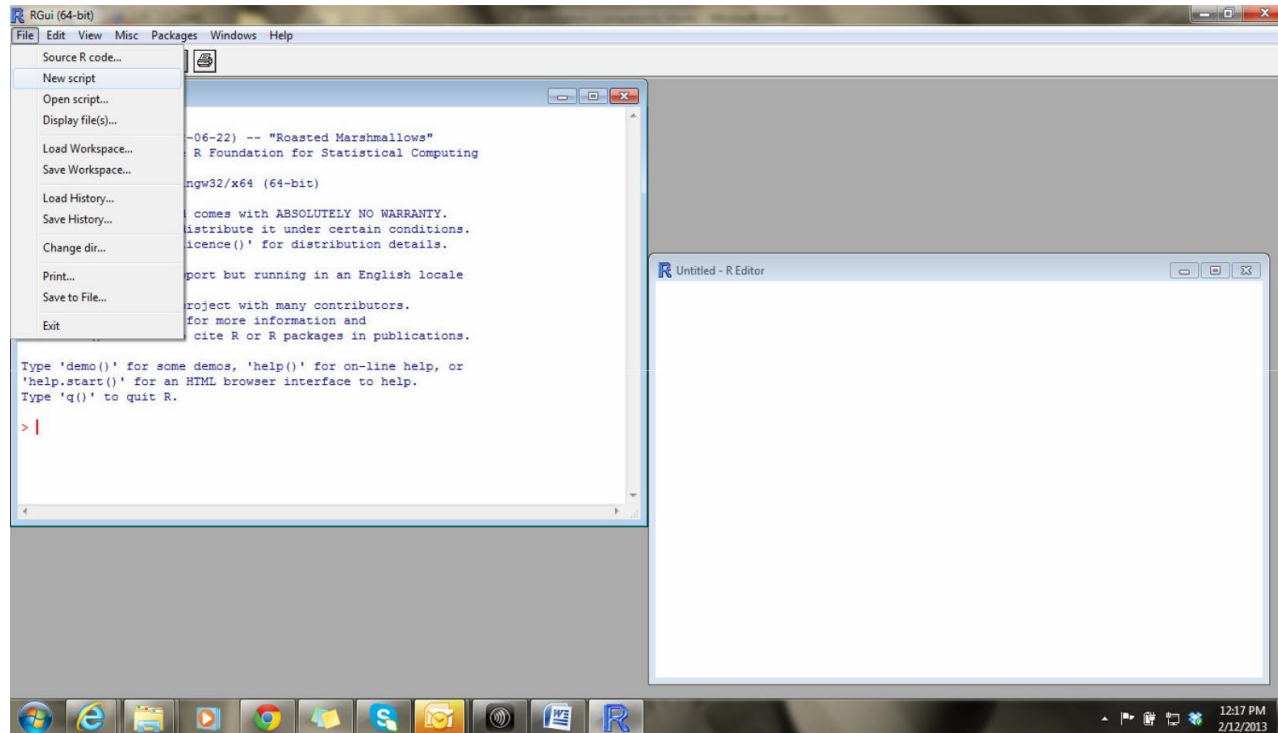 RGui (64-bit)
File Edit View Misc Packages Windows Help
Source R code...
New script
Open script...
Display file(s)...
Load Workspace...
Save Workspace...
Load History...
Save History...
Change dir...
Print...
Save to File...
Exit
-06-22) -- "Roasted Marshmallows"
R Foundation for Statistical Computing
ngw32/x64 (64-bit)
comes with ABSOLUTELY NO WARRANTY.
istribute it under certain conditions.
icence()' for distribution details.
port but running in an English locale
roject with many contributors.
for more information and
cite R or R packages in publications.
Type 'demo()' for some demos, 'help()' for on-line help, or
'help.start()' for an HTML browser interface to help.
Type 'q()' to quit R.
>
Untitled - R Editor
12:17 PM
2/12/2013